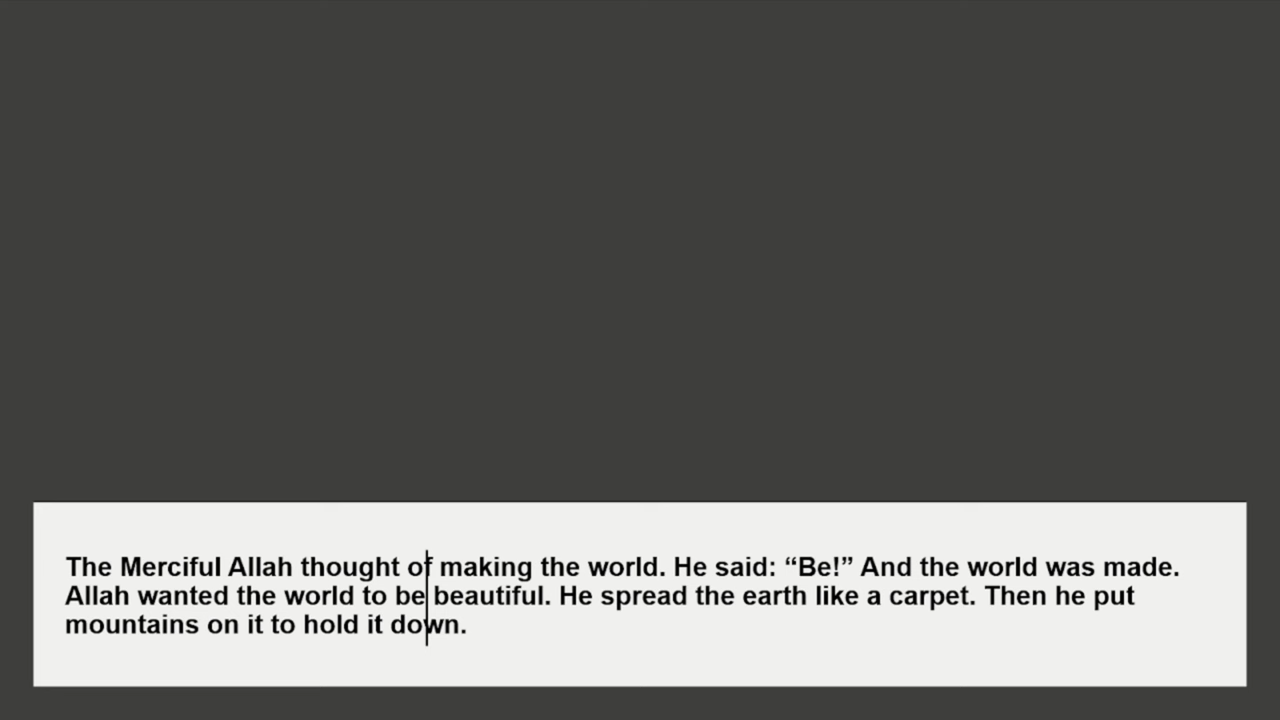 The Merciful Allah thought of making the world. He said: “Be!” And the world was made.
Allah wanted the world to be beautiful. He spread the earth like a carpet. Then he put
mountains on it to hold it down.